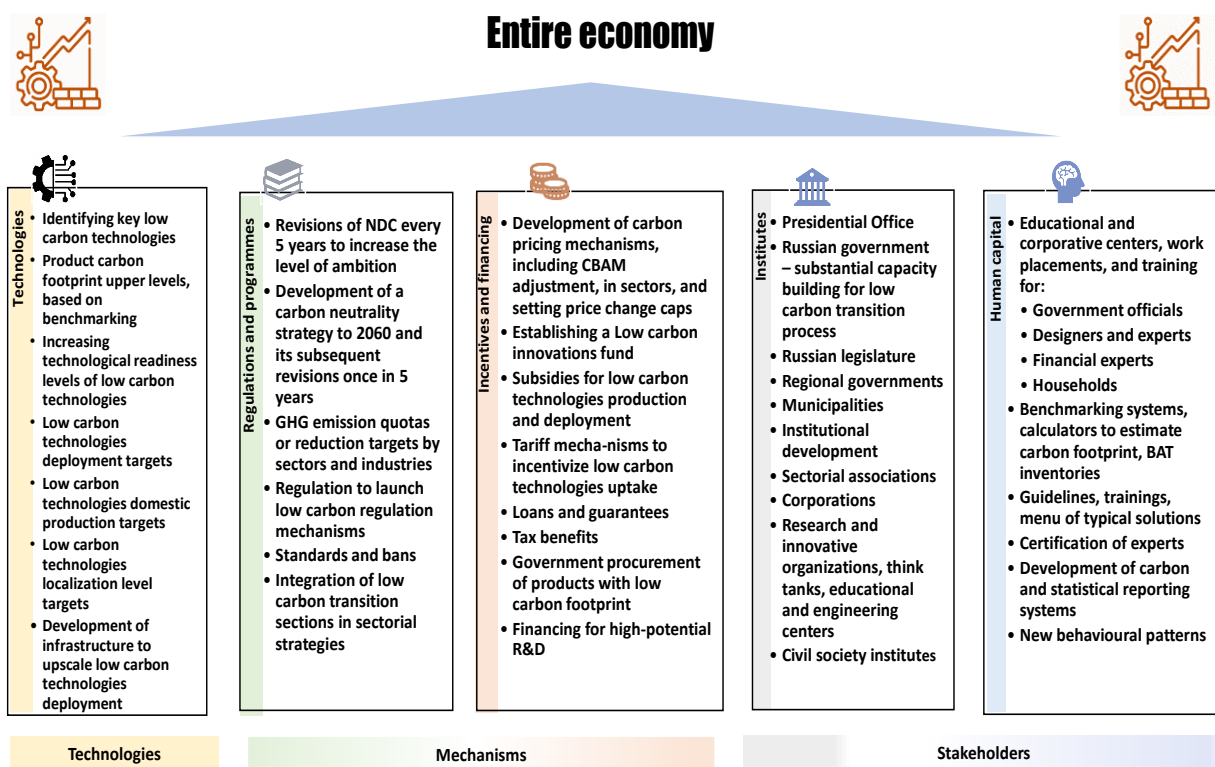 Entire economy
Technologies
• Identifying key low
carbon technologies
• Product carbon
footprint upper levels,
based on
benchmarking
• Increasing
technological readiness
levels of low carbon
technologies
• Low carbon
technologies
deployment targets
• Low carbon
technologies domestic
production targets
• Low carbon
technologies
localization level
targets
• Development of
infrastructure to
upscale low carbon
technologies
deployment
Regulations and programmes
• Revisions of NDC every
5 years to increase the
level of ambition
• Development of a
carbon neutrality
strategy to 2060 and
its subsequent
revisions once in 5
years
• GHG emission quotas
or reduction targets by
sectors and industries
• Regulation to launch
low carbon regulation
mechanisms
• Standards and bans
• Integration of low
carbon transition
sections in sectorial
strategies
Incentives and financing
• Development of carbon
pricing mechanisms,
including CBAM
adjustment, in sectors, and
setting price change caps
• Establishing a Low carbon
innovations fund
• Subsidies for low carbon
technologies production
and deployment
• Tariff mecha-nisms to
incentivize low carbon
technologies uptake
• Loans and guarantees
• Tax benefits
• Government procurement
of products with low
carbon footprint
• Financing for high-potential
R&D
Institutes
• Presidential Office
• Russian government
– substantial capacity
building for low
carbon transition
process
• Russian legislature
• Regional governments
• Municipalities
• Institutional
development
• Sectorial associations
• Corporations
• Research and
innovative
organizations, think
tanks, educational
and engineering
centers
• Civil society institutes
Human capital
• Educational and
corporative centers, work
placements, and training
for:
• Government officials
• Designers and experts
• Financial experts
• Households
• Benchmarking systems,
calculators to estimate
carbon footprint, BAT
inventories
• Guidelines, trainings,
menu of typical solutions
• Certification of experts
• Development of carbon
and statistical reporting
systems
• New behavioural patterns
Technologies
Mechanisms
Stakeholders